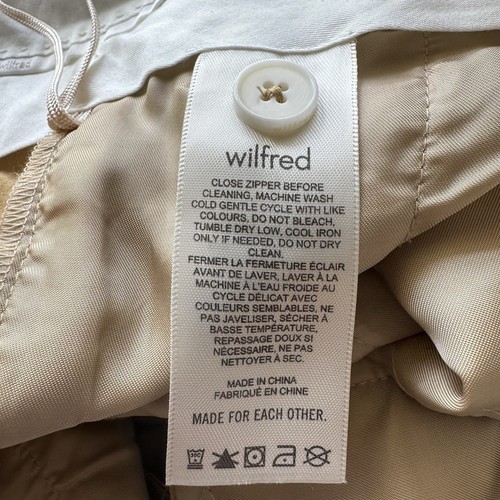 wilfred
wilfred
CLOSE ZIPPER BEFORE
CLEANING, MACHINE WASH
COLD GENTLE CYCLE WITH LIKE
COLOURS, DO NOT BLEACH,
TUMBLE DRY LOW, COOL IRON
ONLY IF NEEDED, DO NOT DRY
CLEAN.
FERMER LA FERMETURE ÉCLAIR
AVANT DE LAVER, LAVER À LA
MACHINE À L'EAU FROIDE AU
CYCLE DÉLICAT AVEC
COULEURS SEMBLABLES, NE
PAS JAVELISER, SÉCHER À
BASSE TEMPÉRATURE,
REPASSAGE DOUX SI
NÉCESSAIRE, NE PAS
NETTOYER À SEC.
MADE IN CHINA
FABRIQUÉ EN CHINE
MADE FOR EACH OTHER.